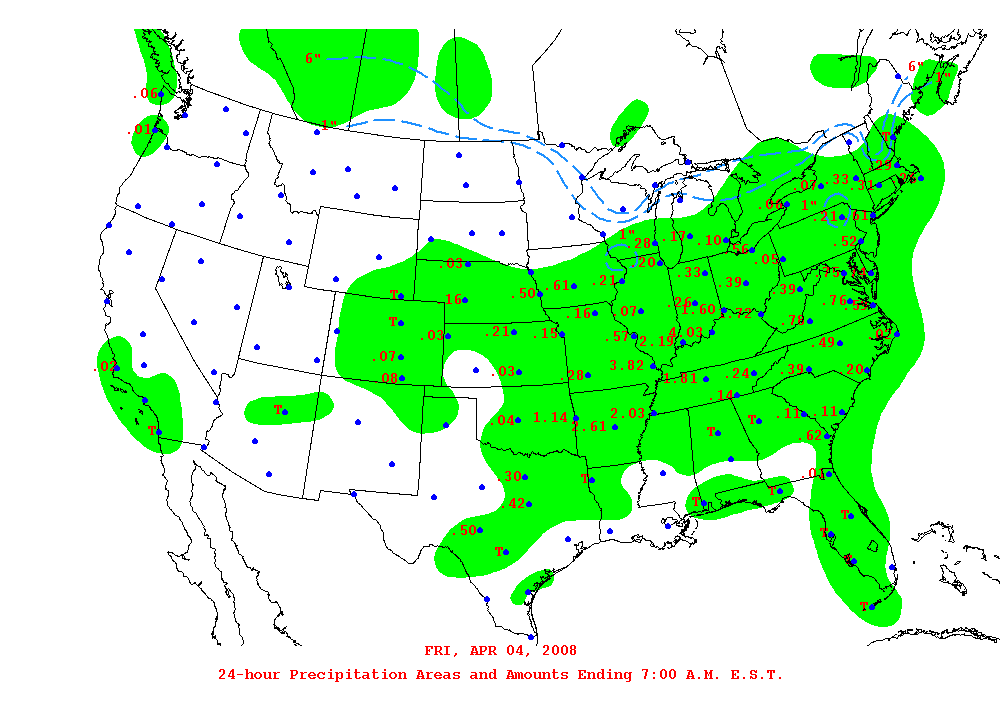 6" 6" 1"
.06
1"
.01
T
.29
.07 .33 .31
.06 1" .21 .61
1" .28 .17 .10 .56 .52
.03 .20 .05
.33 .39 .75
T .16 .50 .61 .21 .39
.26 1.60 .72 .76
T .16 .07 .78
.03 .21 .15 .57 2.19 4.03 .49
.07
.02 .08 .03 .28 3.82 1.81 .24 .39 .20
.14
T .04 1.14 2.61 2.03 T .11 .11
T T .62
.30 T
.42 T T
.50 T
T T
T
FRI, APR 04, 2008
24-hour Precipitation Areas and Amounts Ending 7:00 A.M. E.S.T.